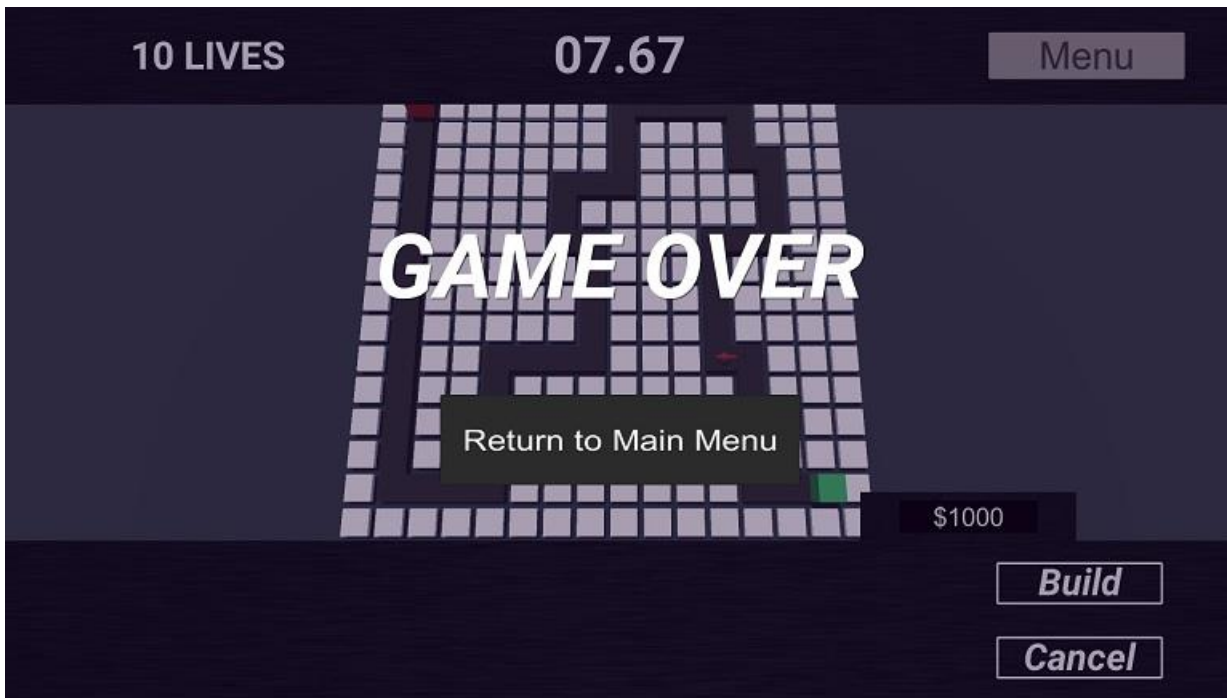 10 LIVES
07.67
Menu
GAME OVER
Return to Main Menu
$1000
Build
Cancel